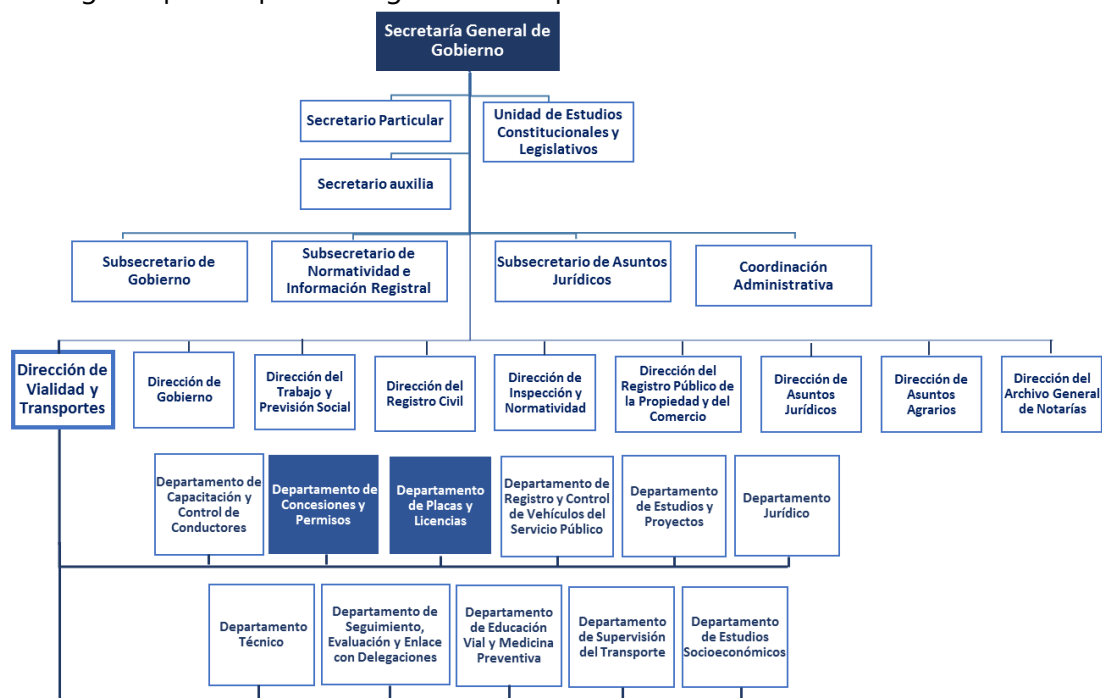 Secretaría General de
Gobierno
Secretario Particular
Unidad de Estudios
Constitucionales y
Legislativos
Secretario auxilia
Subsecretario de
Gobierno
Subsecretario de
Normatividad e
Información Registral
Subsecretario de Asuntos
Jurídicos
Coordinación
Administrativa
Dirección de
Vialidad y
Transportes
Dirección de
Gobierno
Dirección del
Trabajo y
Previsión Social
Dirección del
Registro Civil
Dirección de
Inspección y
Normatividad
Dirección del
Registro Público de
la Propiedad y del
Comercio
Dirección de
Asuntos
Jurídicos
Dirección de
Asuntos
Agrarios
Dirección del
Archivo General
de Notarías
Departamento de
Capacitación y
Control de
Conductores
Departamento de
Concesiones y
Permisos
Departamento
de Placas y
Licencias
Departamento de
Registro y Control
de Vehículos del
Servicio Público
Departamento
de Estudios y
Proyectos
Departamento
Jurídico
Departamento
Técnico
Departamento de
Seguimiento,
Evaluación y Enlace
con Delegaciones
Departamento
de Educación
Vial y Medicina
Preventiva
Departamento
de Supervisión
del Transporte
Departamento
de Estudios
Socioeconómicos